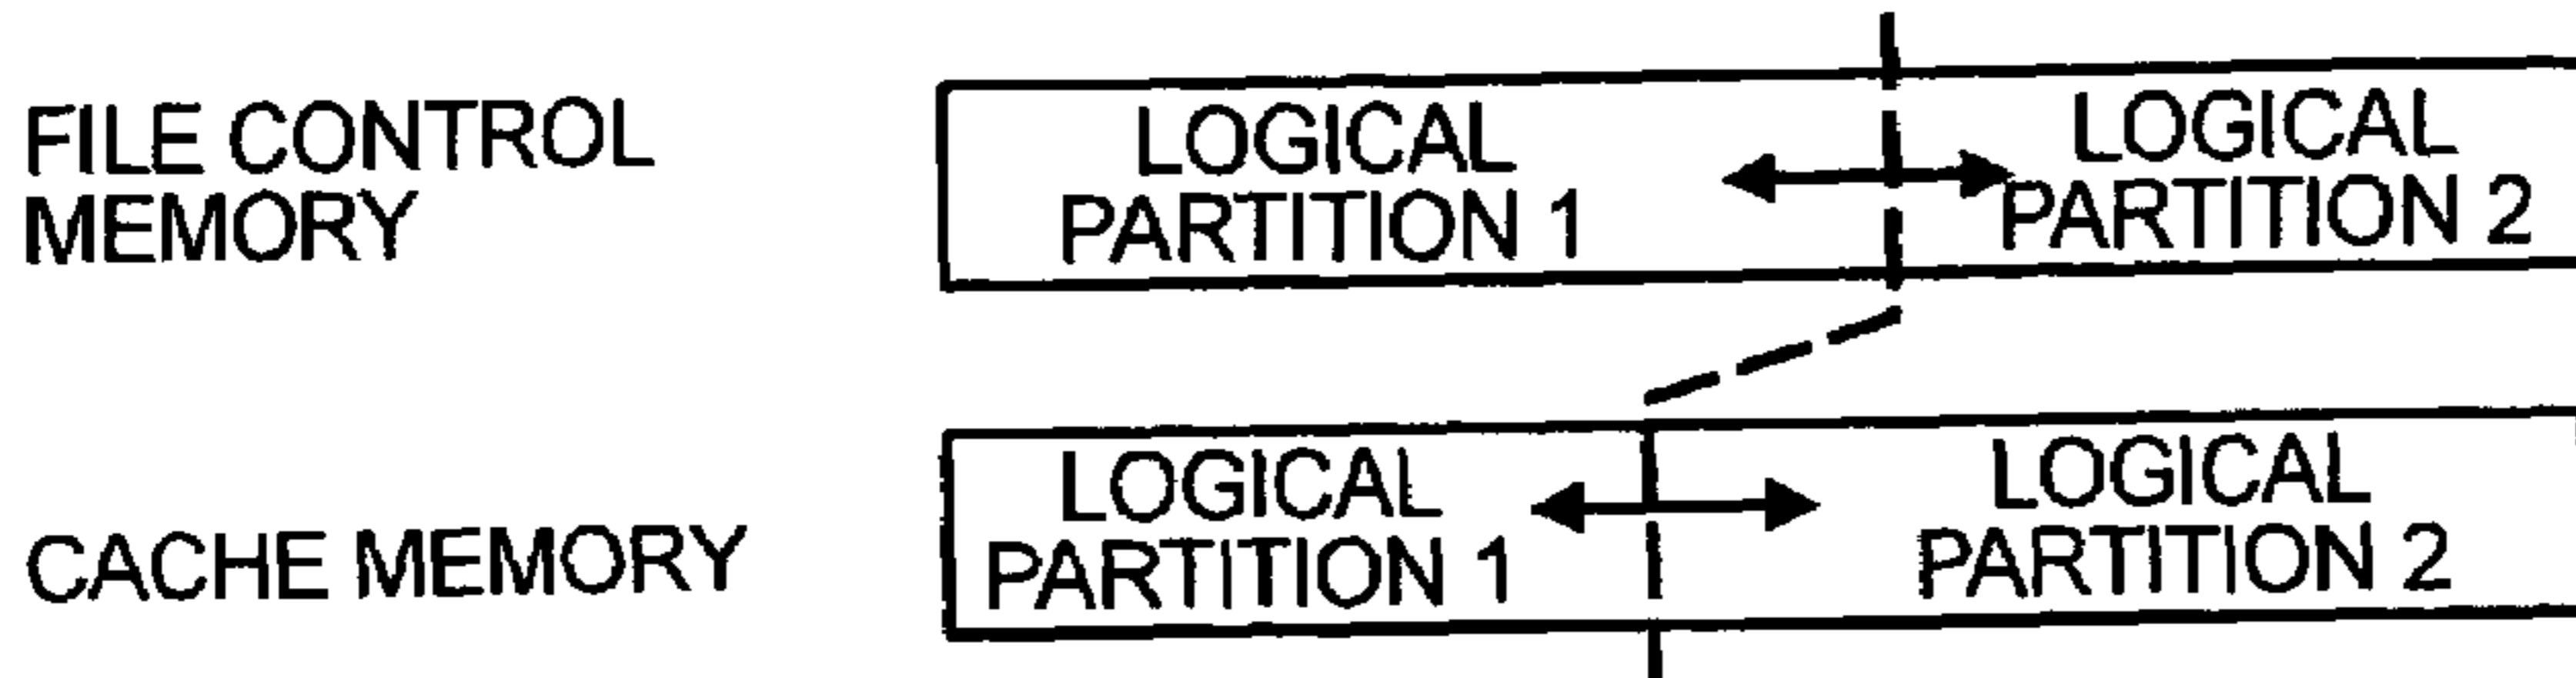 FILE CONTROL
MEMORY
LOGICAL
PARTITION 1
LOGICAL
PARTITION 2
CACHE MEMORY
LOGICAL
PARTITION 1
LOGICAL
PARTITION 2